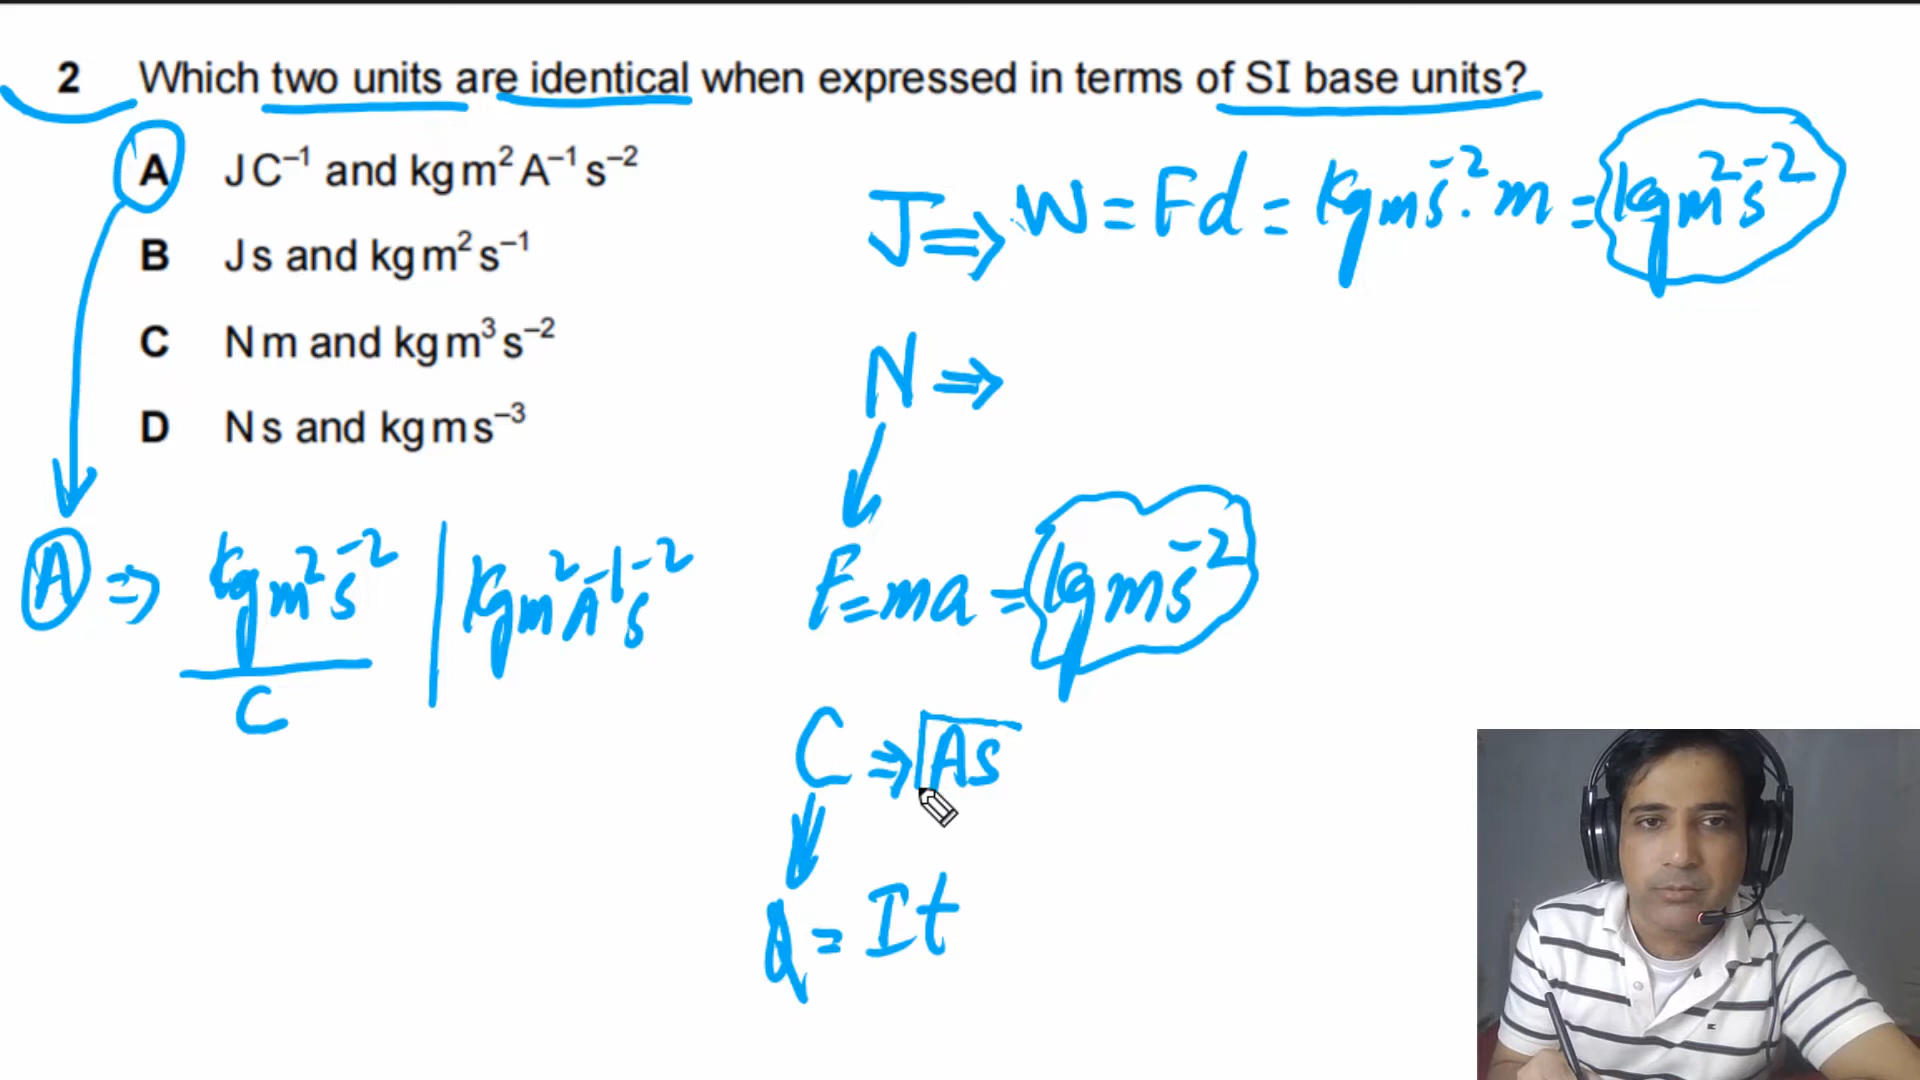 2 Which two units are identical when expressed in terms of SI base units?
A J C⁻¹ and kg m² A⁻¹ s⁻²
B J s and kg m² s⁻¹
C N m and kg m³ s⁻²
D N s and kg m s⁻³
J ⇒ W = Fd = kg m s⁻² . m = kg m² s⁻²
N ⇒
F = ma = kg m s⁻²
A ⇒ kg m² s⁻² / C | kg m² A⁻¹ s⁻²
C ⇒ As
Q = It